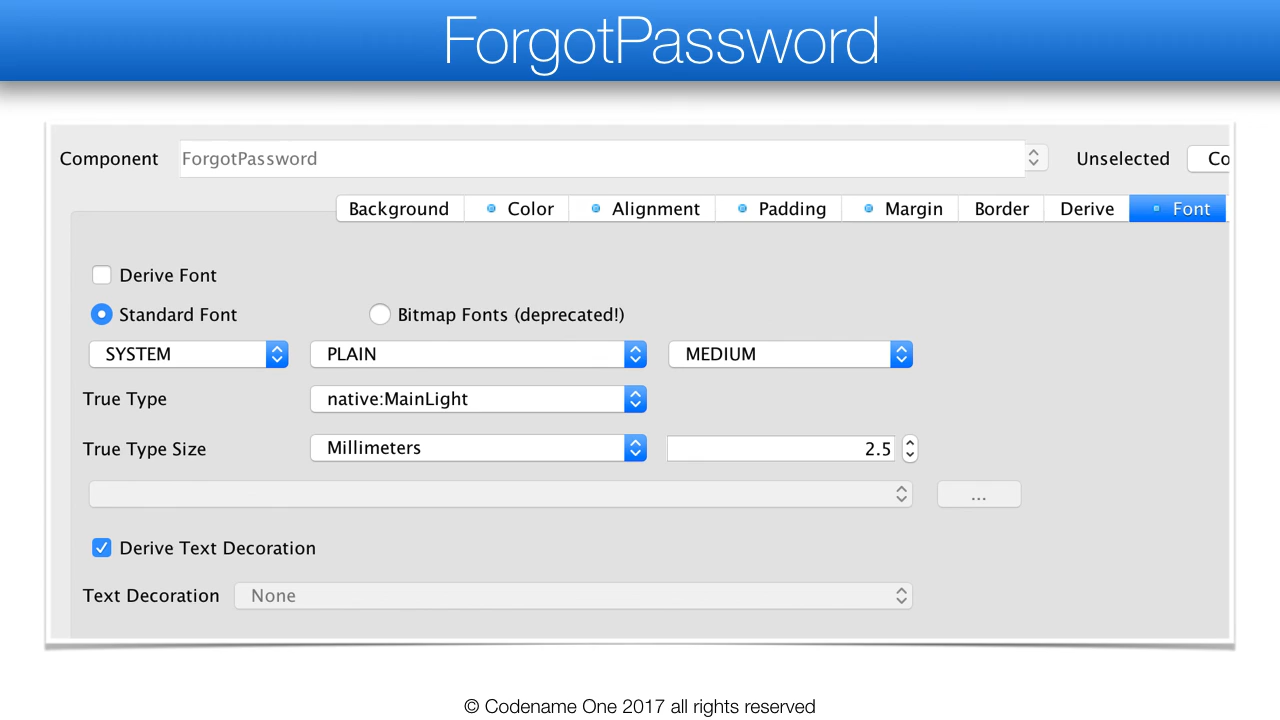 ForgotPassword
Component ForgotPassword Unselected Co
Background Color Alignment Padding Margin Border Derive Font
Derive Font
Standard Font Bitmap Fonts (deprecated!)
SYSTEM PLAIN MEDIUM
True Type native:MainLight
True Type Size Millimeters 2.5
...
Derive Text Decoration
Text Decoration None
© Codename One 2017 all rights reserved